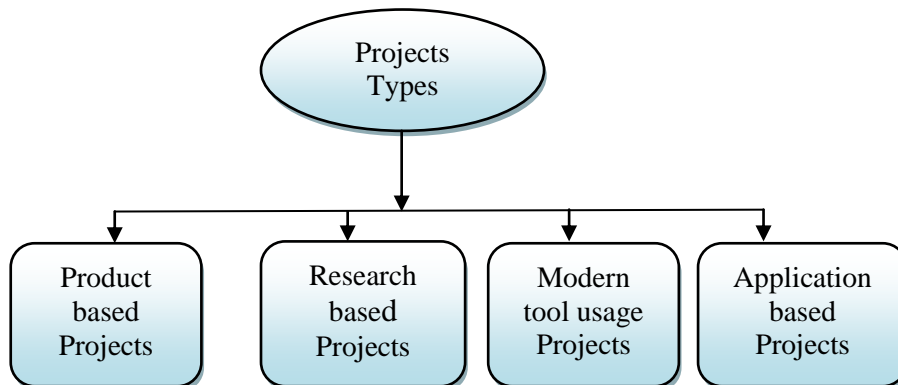 Projects
Types
Product
based
Projects
Research
based
Projects
Modern
tool usage
Projects
Application
based
Projects